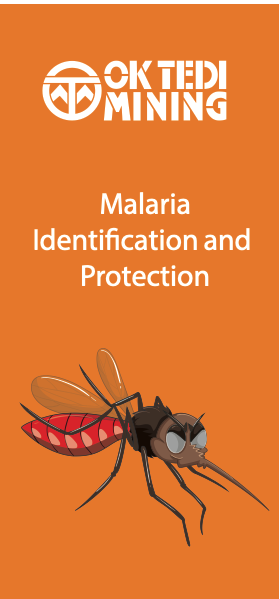 OK TEDI
MINING
Malaria
Identification and
Protection